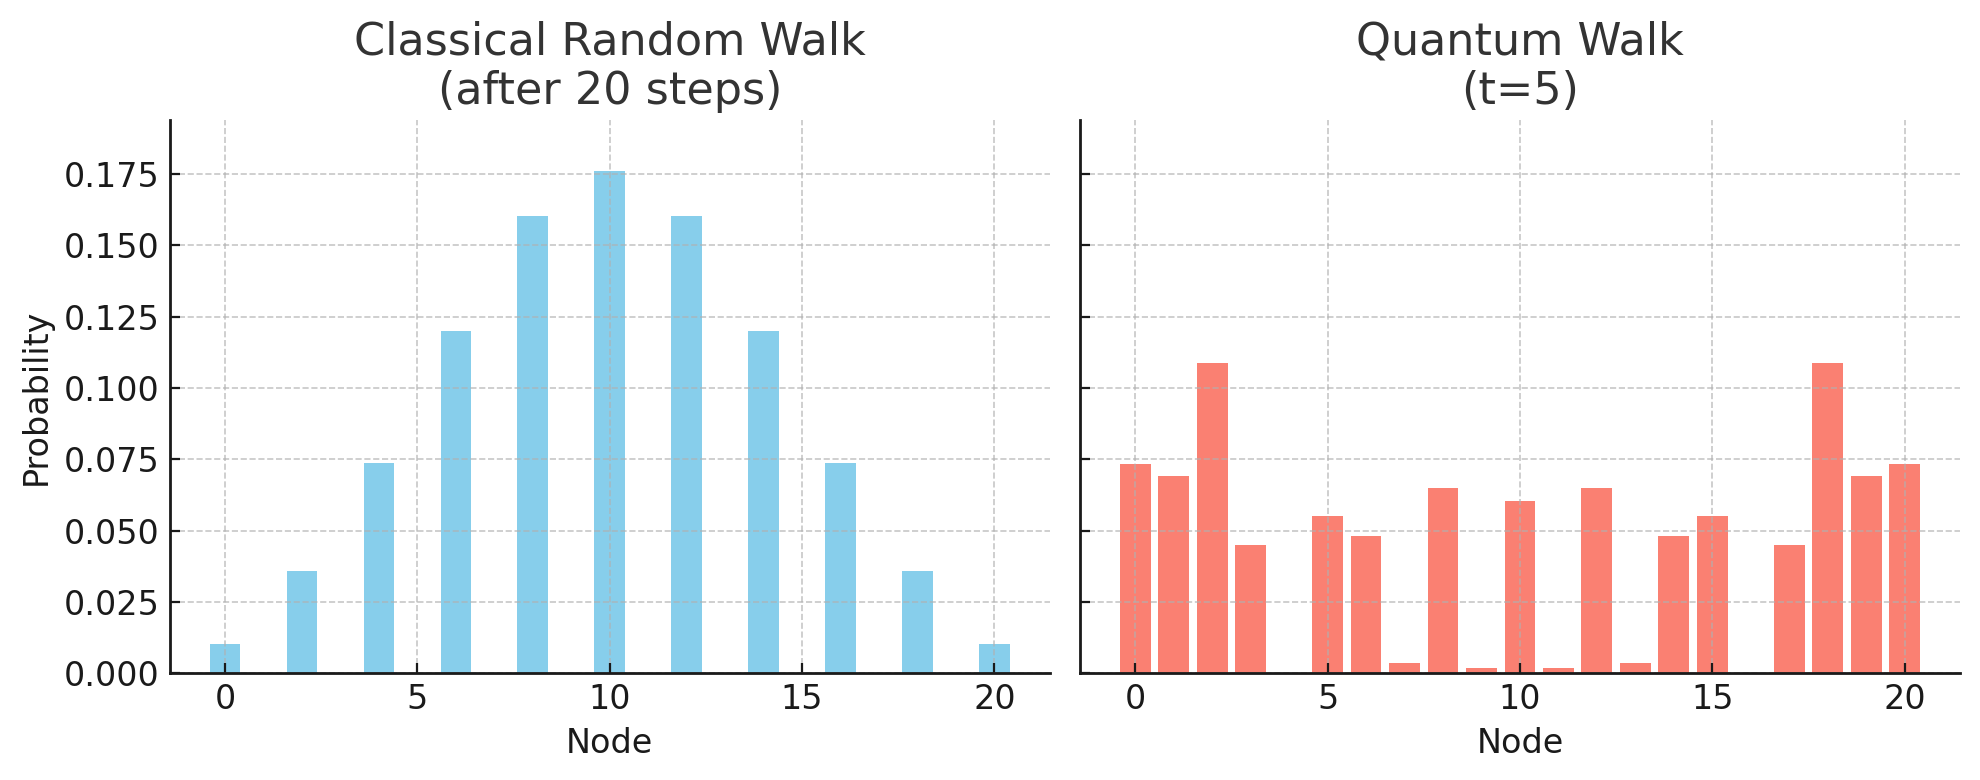 Classical Random Walk
(after 20 steps)
Probability
0.175
0.150
0.125
0.100
0.075
0.050
0.025
0.000
0 5 10 15 20
Node
Quantum Walk
(t=5)
0 5 10 15 20
Node